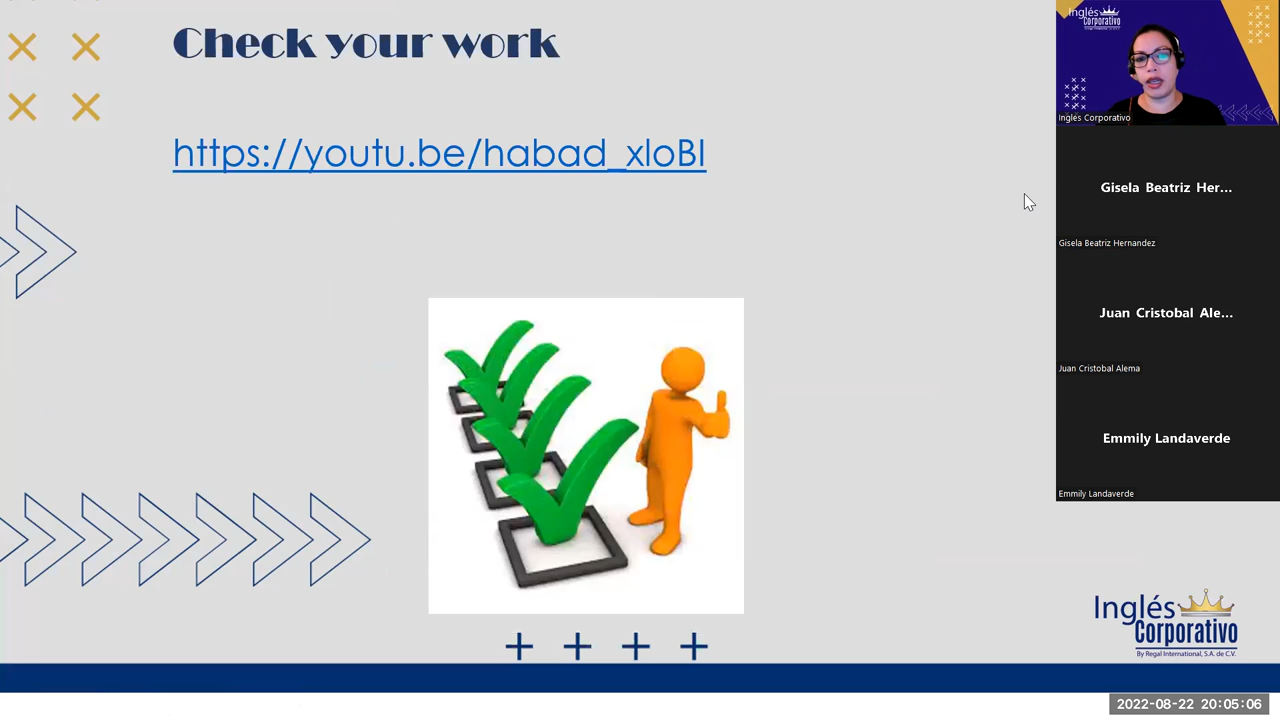 Check your work
https://youtu.be/habad_xloBI
Inglés
Corporativo
Inglés Corporativo
Gisela Beatriz Her...
Gisela Beatriz Hernandez
Juan Cristobal Ale...
Juan Cristobal Alema
Emmily Landaverde
Emmily Landaverde
Inglés
Corporativo
By Regal International, S.A. de C.V.
2022-08-22 20:05:06